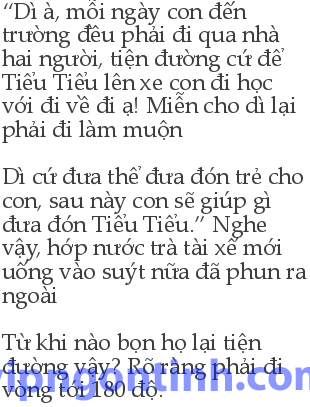 “Dì à, mỗi ngày con đến
trường đều phải đi qua nhà
hai người, tiện đường cứ để
Tiểu Tiểu lên xe con đi học
với đi về đi ạ! Miễn cho dì lại
phải đi làm muộn
Dì cứ đưa thể đưa đón trẻ cho
con, sau này con sẽ giúp gì
đưa đón Tiểu Tiểu.” Nghe
vậy, hớp nước trà tài xế mới
uống vào suýt nữa đã phun ra
ngoài
Từ khi nào bọn họ lại tiện
đường vậy? Rõ ràng phải đi
vòng tới 180 độ.
vipngontinh.com